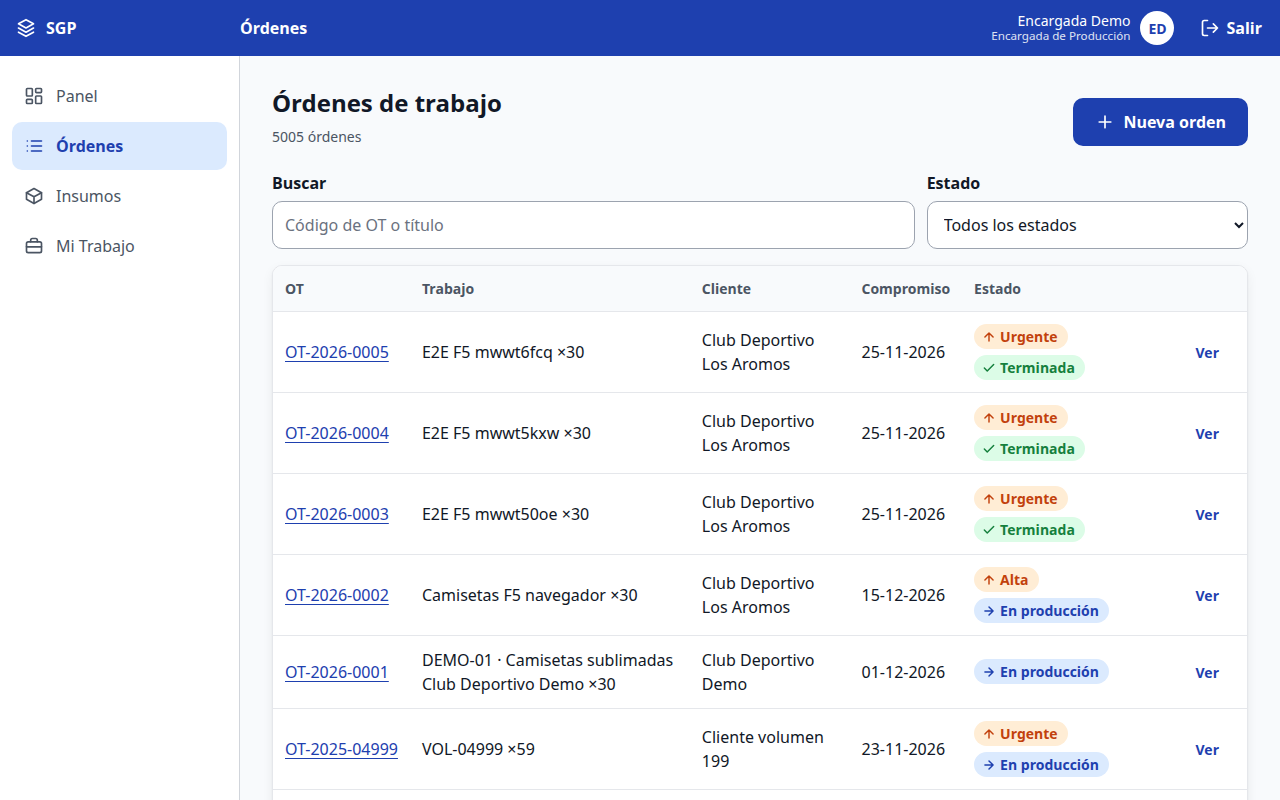 SGP
Órdenes
Encargada Demo
Encargada de Producción
ED
Salir
Panel
Órdenes
Insumos
Mi Trabajo
Órdenes de trabajo
5005 órdenes
Nueva orden
Buscar
Estado
Código de OT o título
Todos los estados
OT Trabajo Cliente Compromiso Estado
OT-2026-0005 E2E F5 mwwt6fcq ×30 Club Deportivo Los Aromos 25-11-2026 Urgente Terminada Ver
OT-2026-0004 E2E F5 mwwt5kxw ×30 Club Deportivo Los Aromos 25-11-2026 Urgente Terminada Ver
OT-2026-0003 E2E F5 mwwt50oe ×30 Club Deportivo Los Aromos 25-11-2026 Urgente Terminada Ver
OT-2026-0002 Camisetas F5 navegador ×30 Club Deportivo Los Aromos 15-12-2026 Alta En producción Ver
OT-2026-0001 DEMO-01 · Camisetas sublimadas Club Deportivo Demo ×30 Club Deportivo Demo 01-12-2026 En producción Ver
OT-2025-04999 VOL-04999 ×59 Cliente volumen 199 23-11-2026 Urgente En producción Ver